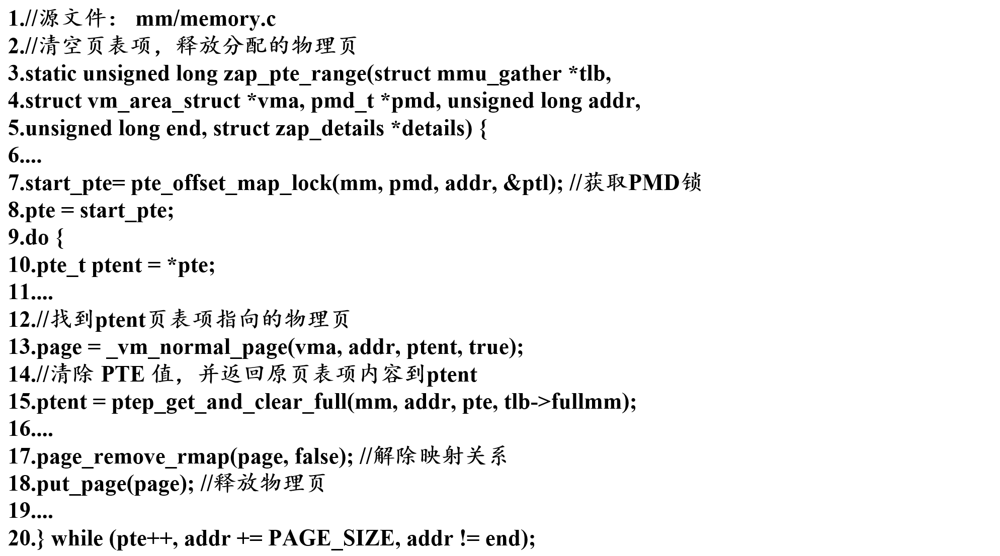 1.//源文件： mm/memory.c
2.//清空页表项，释放分配的物理页
3.static unsigned long zap_pte_range(struct mmu_gather *tlb,
4.struct vm_area_struct *vma, pmd_t *pmd, unsigned long addr,
5.unsigned long end, struct zap_details *details) {
6....
7.start_pte= pte_offset_map_lock(mm, pmd, addr, &ptl); //获取PMD锁
8.pte = start_pte;
9.do {
10.pte_t ptent = *pte;
11....
12.//找到ptent页表项指向的物理页
13.page = _vm_normal_page(vma, addr, ptent, true);
14.//清除 PTE 值，并返回原页表项内容到ptent
15.ptent = ptep_get_and_clear_full(mm, addr, pte, tlb->fullmm);
16....
17.page_remove_rmap(page, false); //解除映射关系
18.put_page(page); //释放物理页
19....
20.} while (pte++, addr += PAGE_SIZE, addr != end);